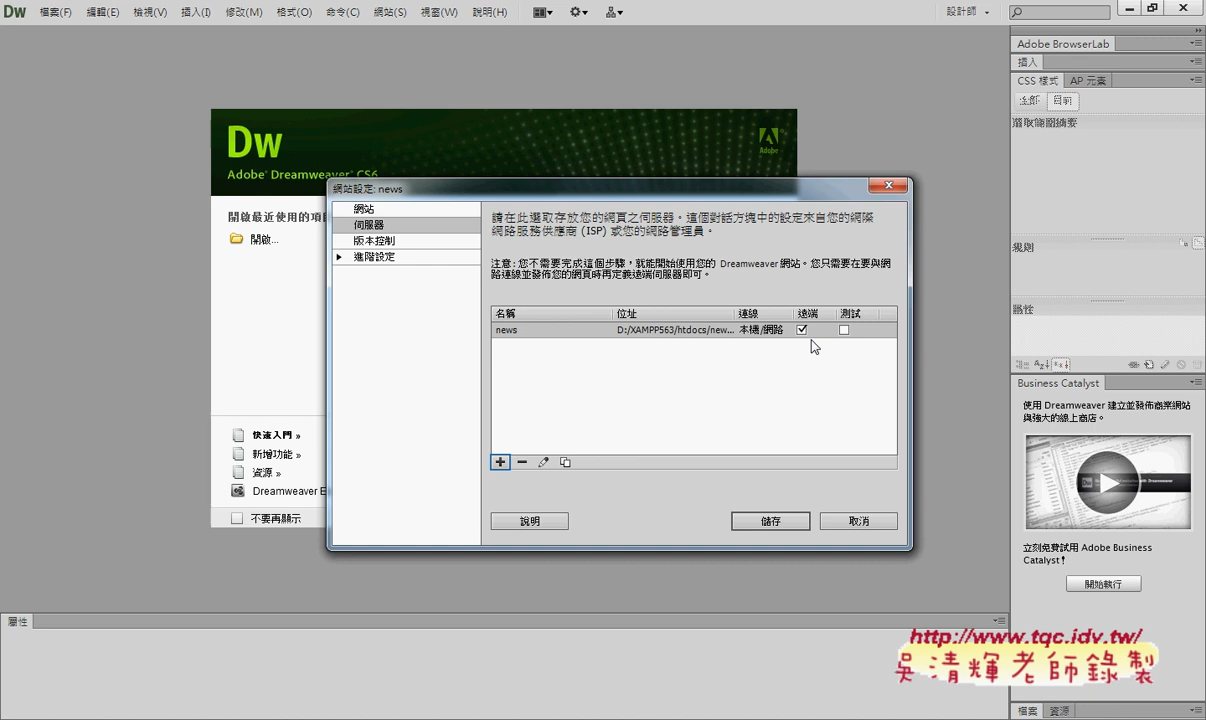 Dw 檔案(F) 編輯(E) 檢視(V) 插入(I) 修改(M) 格式(O) 命令(C) 網站(S) 視窗(W) 說明(H) 設計師
Adobe BrowserLab
插入
CSS 樣式 AP 元素
全部 目前
選取範圍摘要
Dw
Adobe
Adobe® Dreamweaver® CS6
網站設定: news
開啟最近使用的項
開啟...
網站
伺服器
版本控制
進階設定
請在此選取存放您的網頁之伺服器。這個對話方塊中的設定來自您的網際
網路服務供應商 (ISP) 或您的網路管理員。
注意: 您不需要完成這個步驟，就能開始使用您的 Dreamweaver 網站。您只需要在要與網
路連線並發佈您的網頁時再定義遠端伺服器即可。
名稱 位址 連線 遠端 測試
news D:/XAMPP563/htdocs/new... 本機/網路
規則
屬性
Business Catalyst
使用 Dreamweaver 建立並發佈商業網站
與強大的線上商店。
快速入門 »
新增功能 »
資源 »
Dreamweaver E
不要再顯示
說明 儲存 取消
立刻免費試用 Adobe Business
Catalyst！
開始執行
屬性
http://www.tqc.idv.tw/
吳清輝老師錄製
檔案 資源